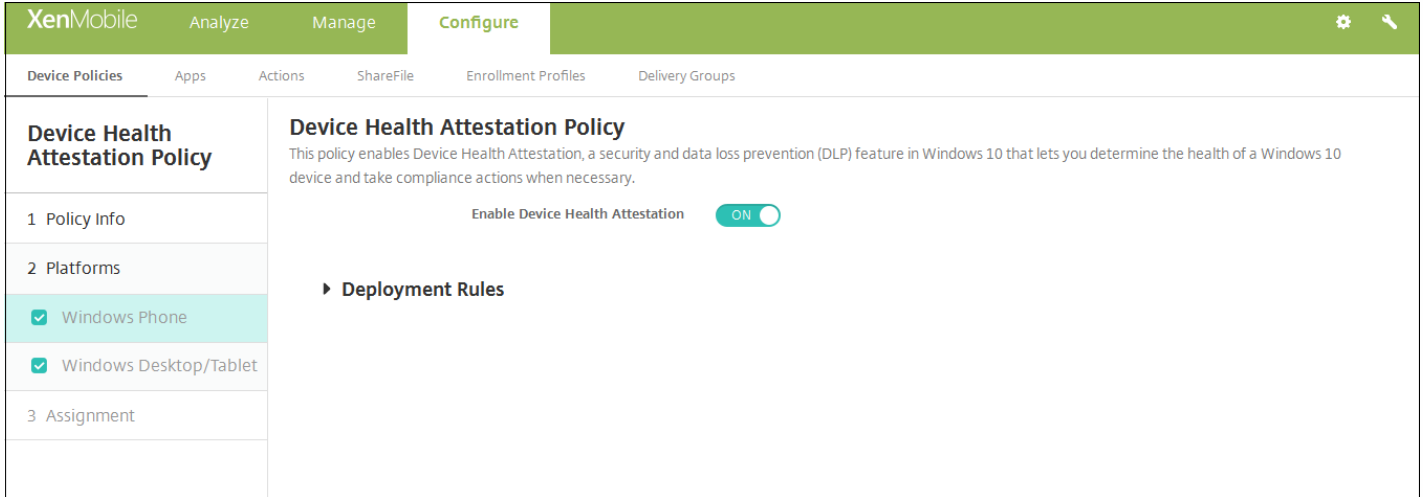 XenMobile Analyze Manage Configure
Device Policies Apps Actions ShareFile Enrollment Profiles Delivery Groups
Device Health
Attestation Policy
1 Policy Info
2 Platforms
Windows Phone
Windows Desktop/Tablet
3 Assignment
Device Health Attestation Policy
This policy enables Device Health Attestation, a security and data loss prevention (DLP) feature in Windows 10 that lets you determine the health of a Windows 10
device and take compliance actions when necessary.
Enable Device Health Attestation ON
Deployment Rules